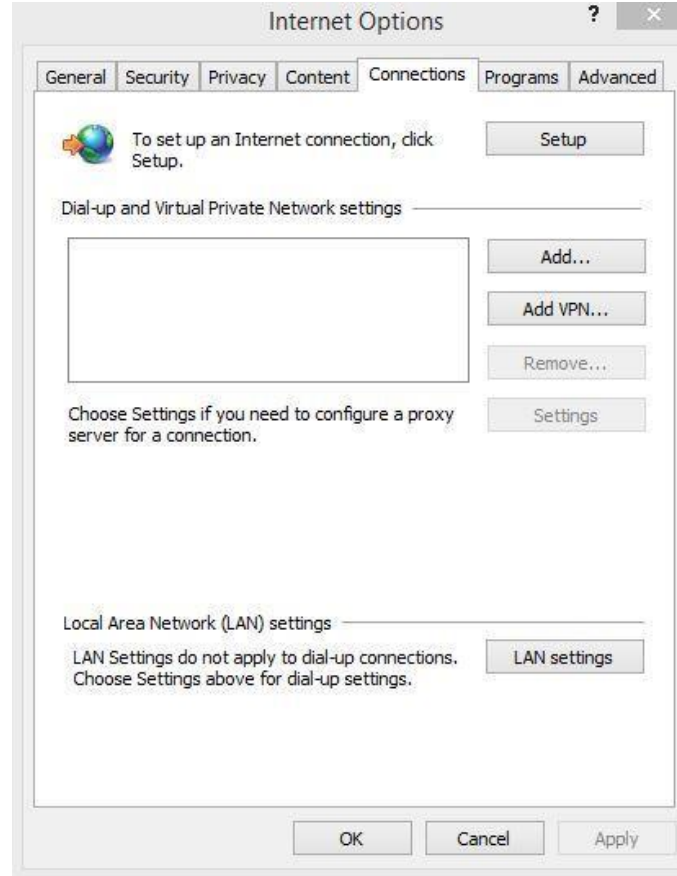 Internet Options
?
General Security Privacy Content Connections Programs Advanced
To set up an Internet connection, click
Setup.
Setup
Dial-up and Virtual Private Network settings
Add...
Add VPN...
Remove...
Choose Settings if you need to configure a proxy
server for a connection.
Settings
Local Area Network (LAN) settings
LAN Settings do not apply to dial-up connections.
Choose Settings above for dial-up settings.
LAN settings
OK Cancel Apply